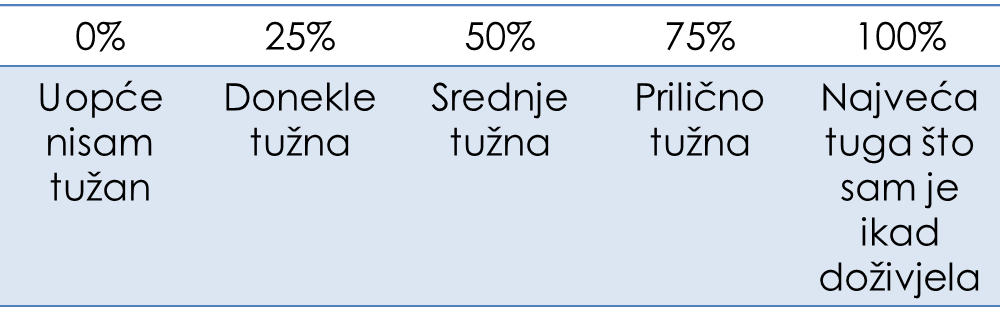 0% 25% 50% 75% 100%
Uopće Donekle Srednje Prilično Najveća
nisam tužna tužna tužna tuga što
tužan sam je
ikad
doživjela